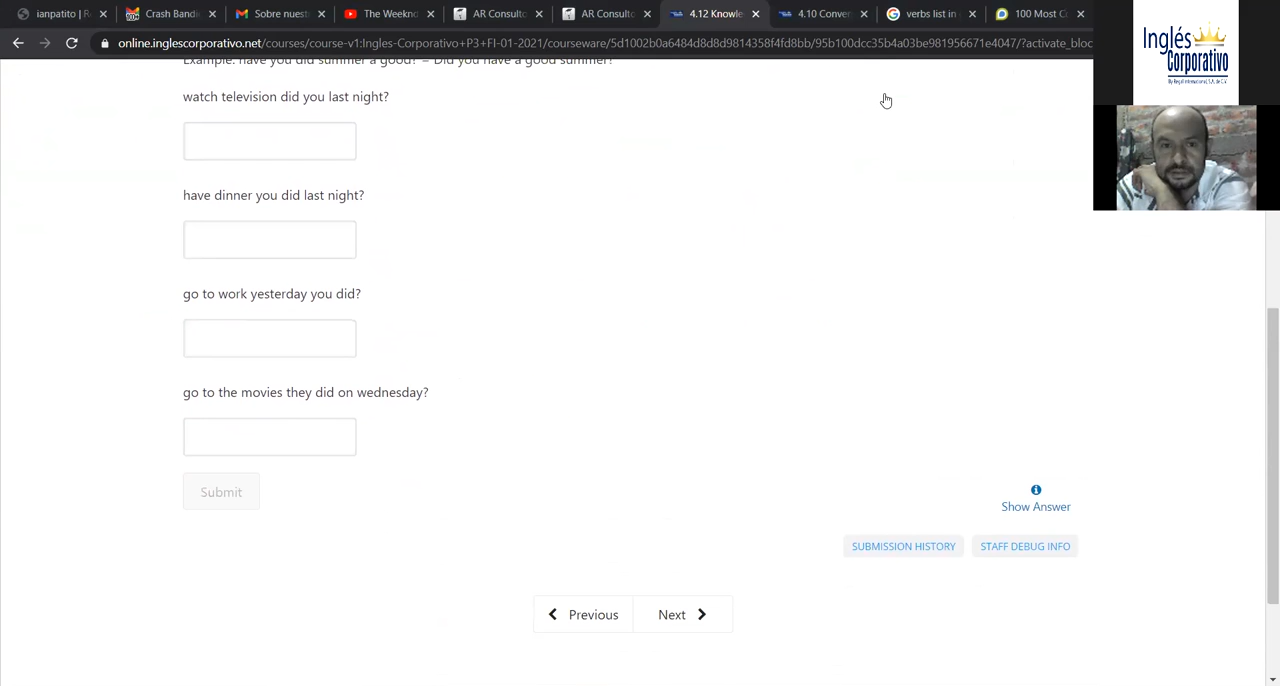 ianpatito | R
Crash Bandi
Sobre nuest
The Weekn
AR Consulto
AR Consulto
4.12 Knowle
4.10 Conver
verbs list in
100 Most C
online.inglescorporativo.net/courses/course-v1:Ingles-Corporativo+P3+FI-01-2021/courseware/5d1002b0a6484d8d8d9814358f4fd8bb/95b100dcc35b4a03be981956671e4047/?activate_bloc
Inglés
Corporativo
Example: have you did summer a good? = Did you have a good summer?
watch television did you last night?
have dinner you did last night?
go to work yesterday you did?
go to the movies they did on wednesday?
Submit
Show Answer
SUBMISSION HISTORY
STAFF DEBUG INFO
Previous
Next